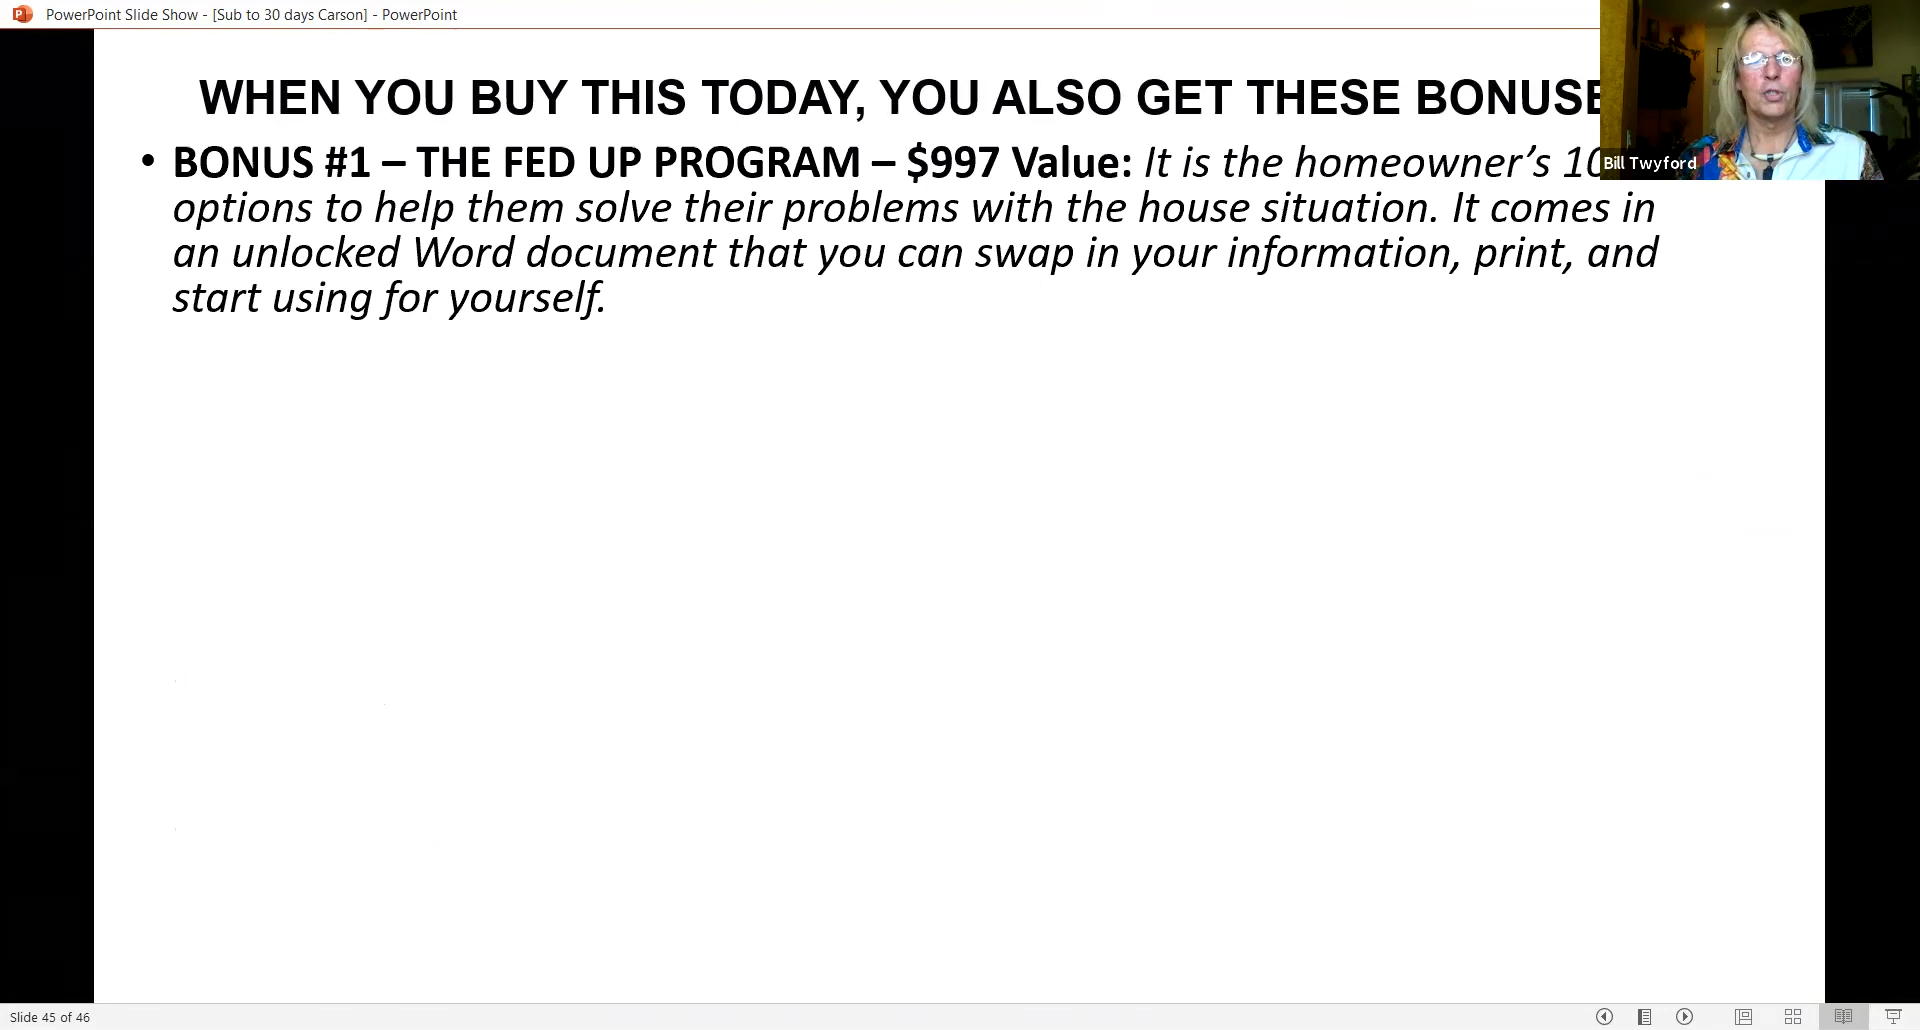 PowerPoint Slide Show - [Sub to 30 days Carson] - PowerPoint
WHEN YOU BUY THIS TODAY, YOU ALSO GET THESE BONUSE
• BONUS #1 – THE FED UP PROGRAM – $997 Value: It is the homeowner’s 10
Bill Twyford
options to help them solve their problems with the house situation. It comes in
an unlocked Word document that you can swap in your information, print, and
start using for yourself.
Slide 45 of 46